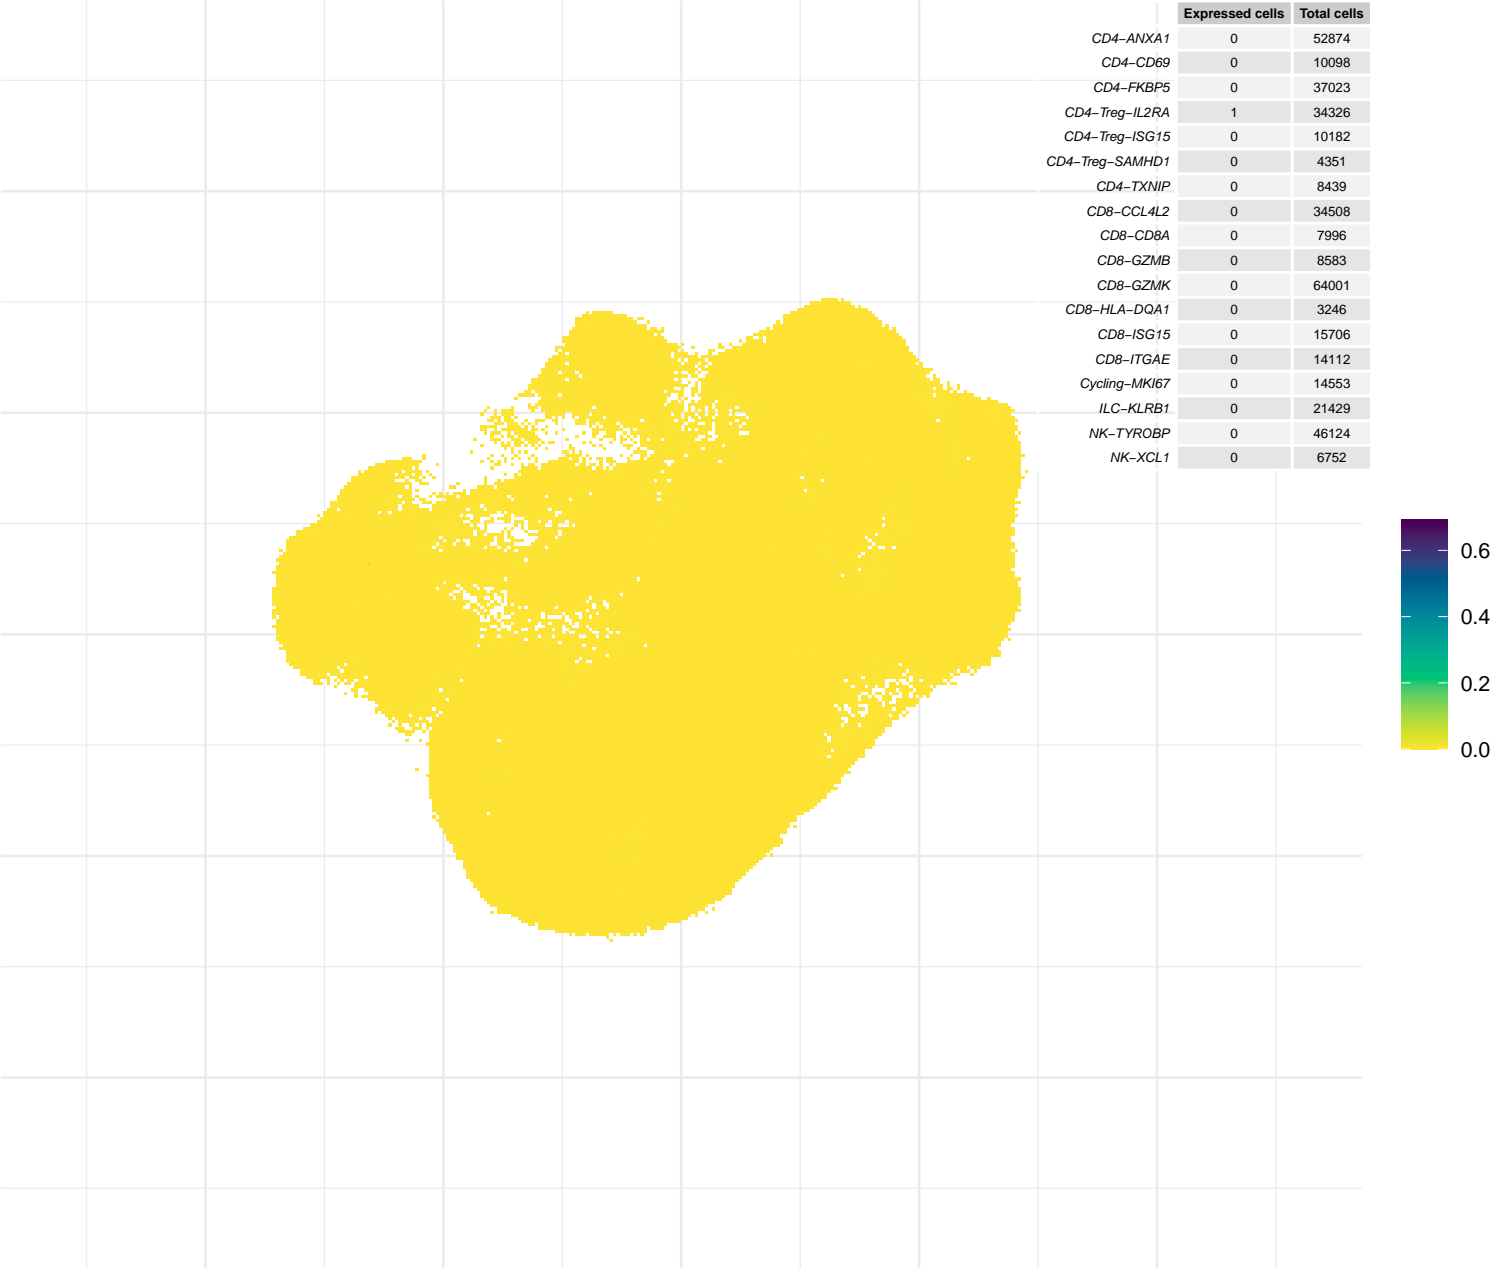 Expressed cells Total cells
CD4−ANXA1 0 52874
CD4−CD69 0 10098
CD4−FKBP5 0 37023
CD4−Treg−IL2RA 1 34326
CD4−Treg−ISG15 0 10182
CD4−Treg−SAMHD1 0 4351
CD4−TXNIP 0 8439
CD8−CCL4L2 0 34508
CD8−CD8A 0 7996
CD8−GZMB 0 8583
CD8−GZMK 0 64001
CD8−HLA−DQA1 0 3246
CD8−ISG15 0 15706
CD8−ITGAE 0 14112
Cycling−MKI67 0 14553
ILC−KLRB1 0 21429
NK−TYROBP 0 46124
NK−XCL1 0 6752
0.6
0.4
0.2
0.0